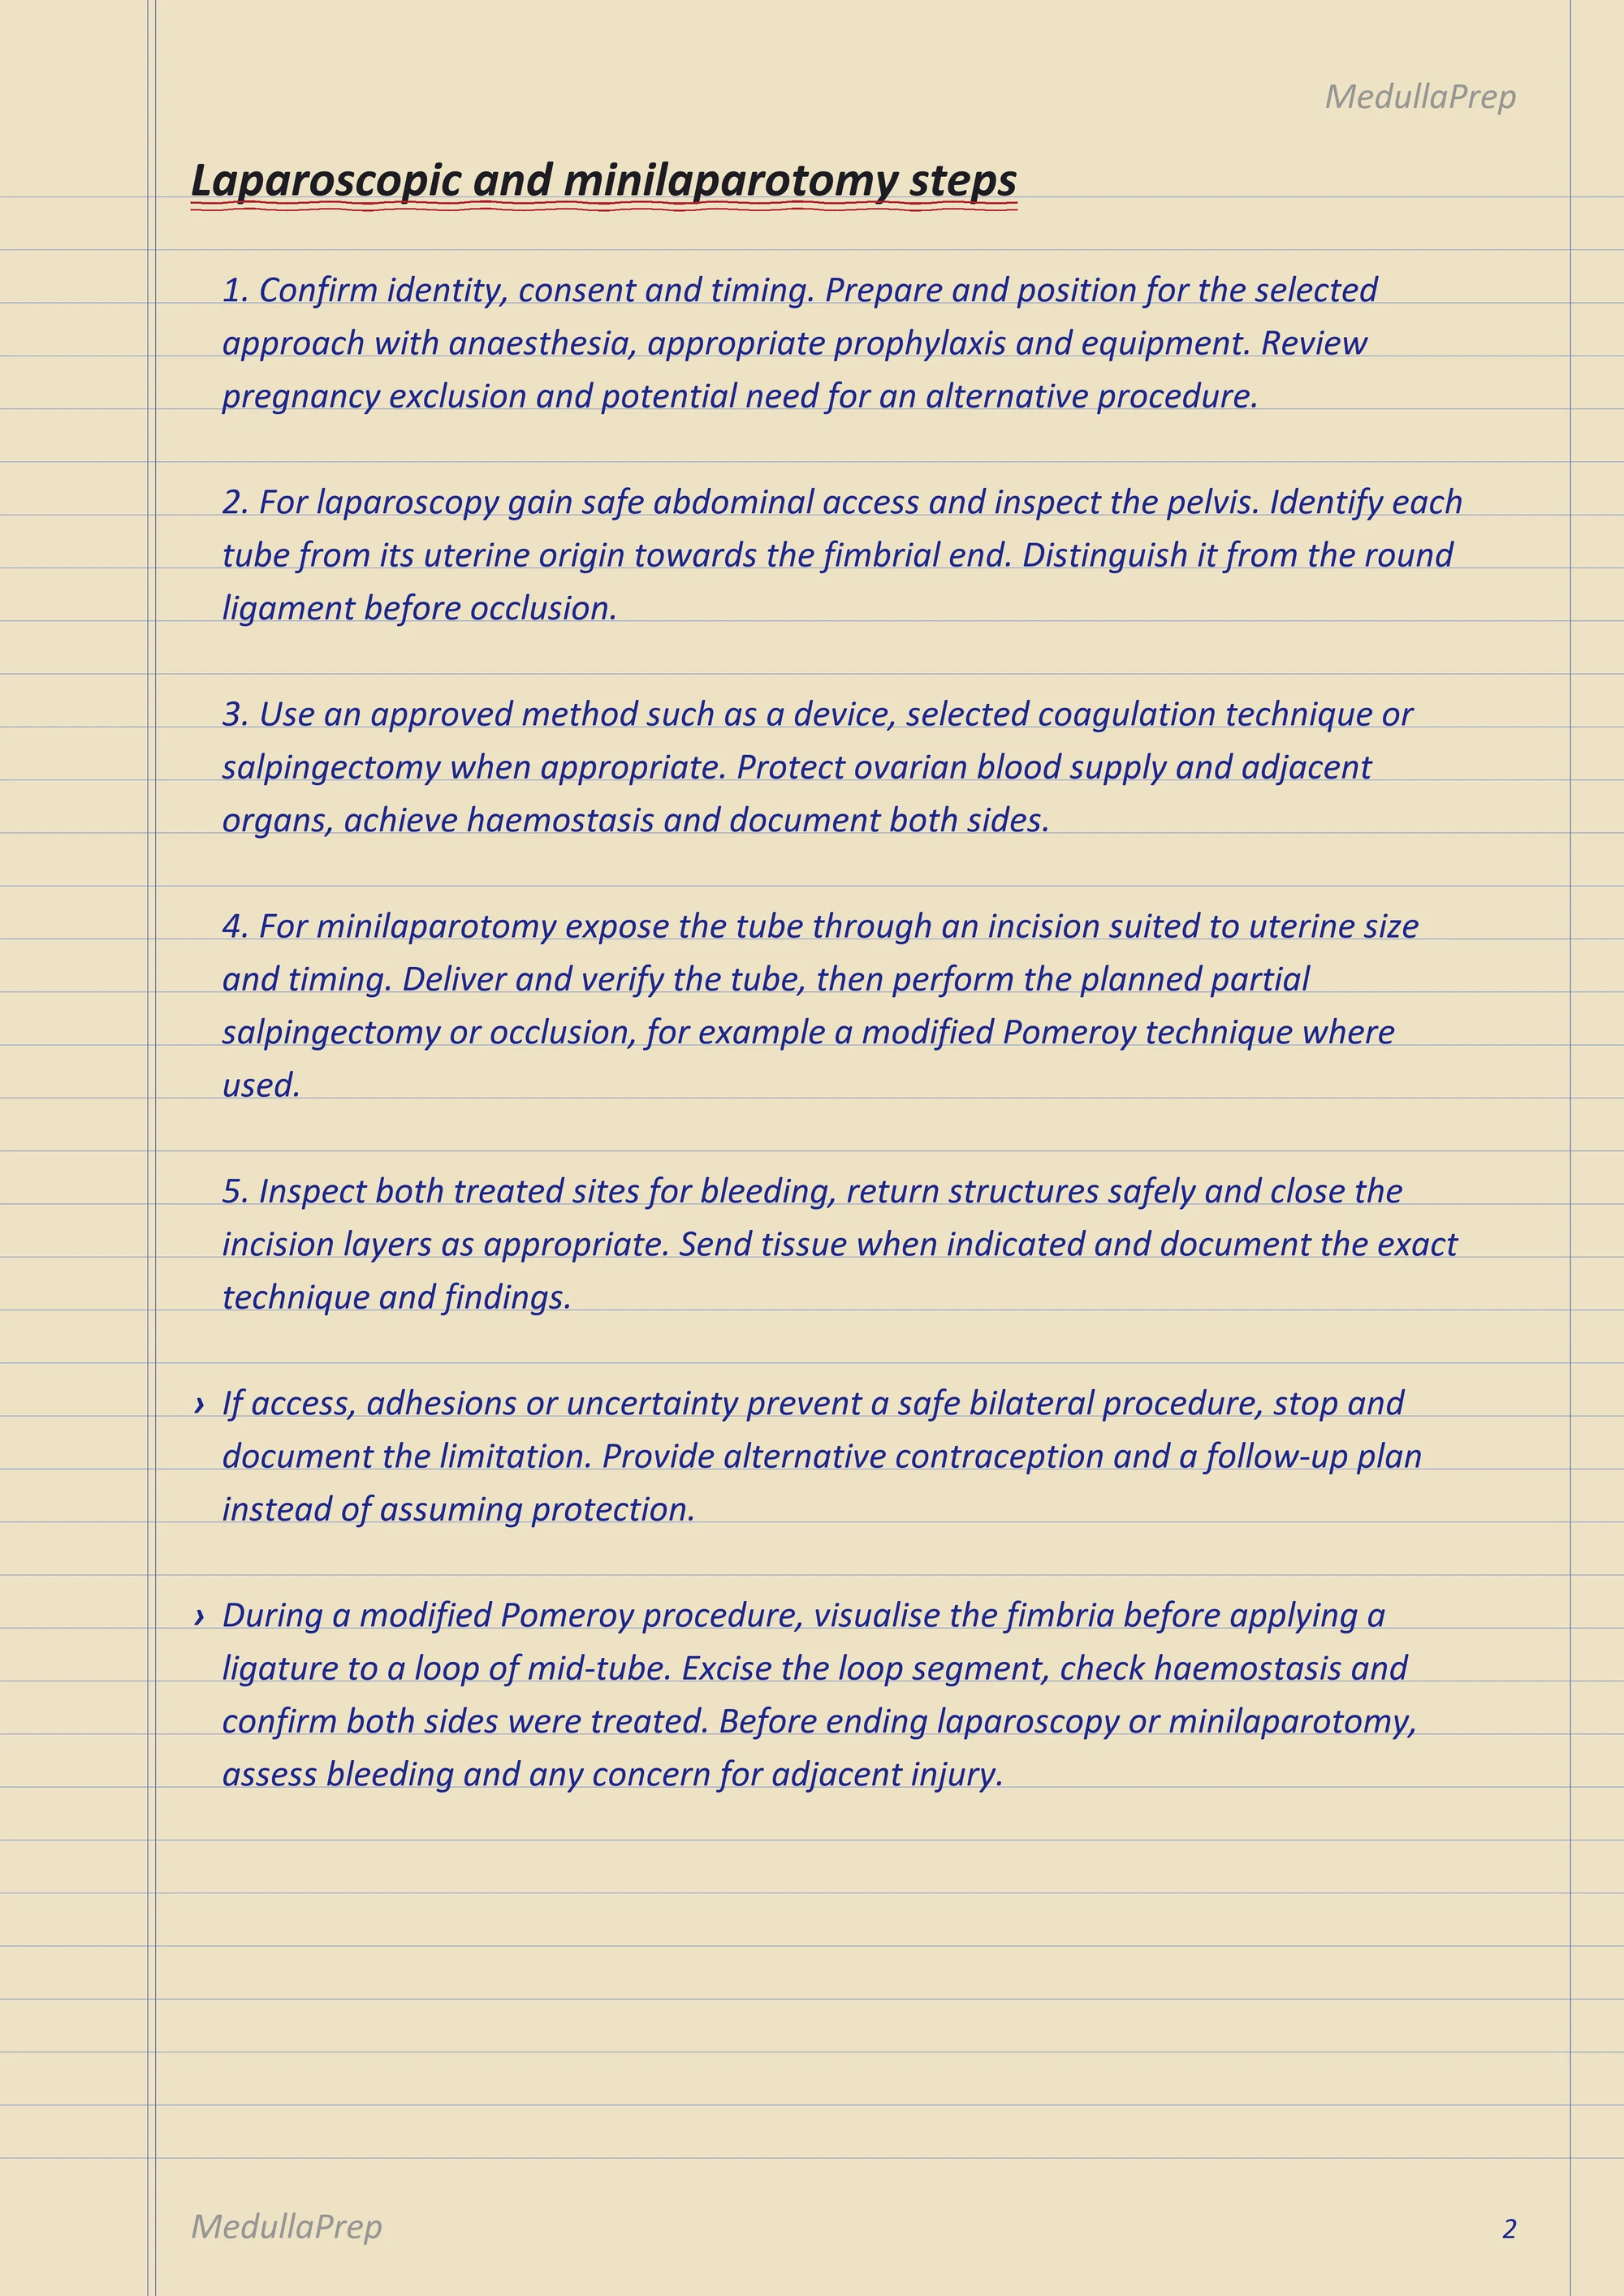 MedullaPrep
Laparoscopic and minilaparotomy steps
1. Confirm identity, consent and timing. Prepare and position for the selected
approach with anaesthesia, appropriate prophylaxis and equipment. Review
pregnancy exclusion and potential need for an alternative procedure.
2. For laparoscopy gain safe abdominal access and inspect the pelvis. Identify each
tube from its uterine origin towards the fimbrial end. Distinguish it from the round
ligament before occlusion.
3. Use an approved method such as a device, selected coagulation technique or
salpingectomy when appropriate. Protect ovarian blood supply and adjacent
organs, achieve haemostasis and document both sides.
4. For minilaparotomy expose the tube through an incision suited to uterine size
and timing. Deliver and verify the tube, then perform the planned partial
salpingectomy or occlusion, for example a modified Pomeroy technique where
used.
5. Inspect both treated sites for bleeding, return structures safely and close the
incision layers as appropriate. Send tissue when indicated and document the exact
technique and findings.
› If access, adhesions or uncertainty prevent a safe bilateral procedure, stop and
document the limitation. Provide alternative contraception and a follow-up plan
instead of assuming protection.
› During a modified Pomeroy procedure, visualise the fimbria before applying a
ligature to a loop of mid-tube. Excise the loop segment, check haemostasis and
confirm both sides were treated. Before ending laparoscopy or minilaparotomy,
assess bleeding and any concern for adjacent injury.
MedullaPrep
2